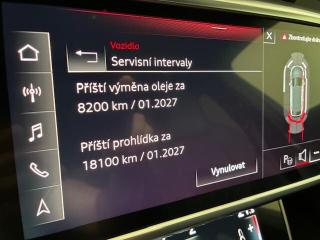 Vozidlo
Servisní intervaly
Příští výměna oleje za
8200 km / 01.2027
Příští prohlídka za
18100 km / 01.2027
Vynulovat